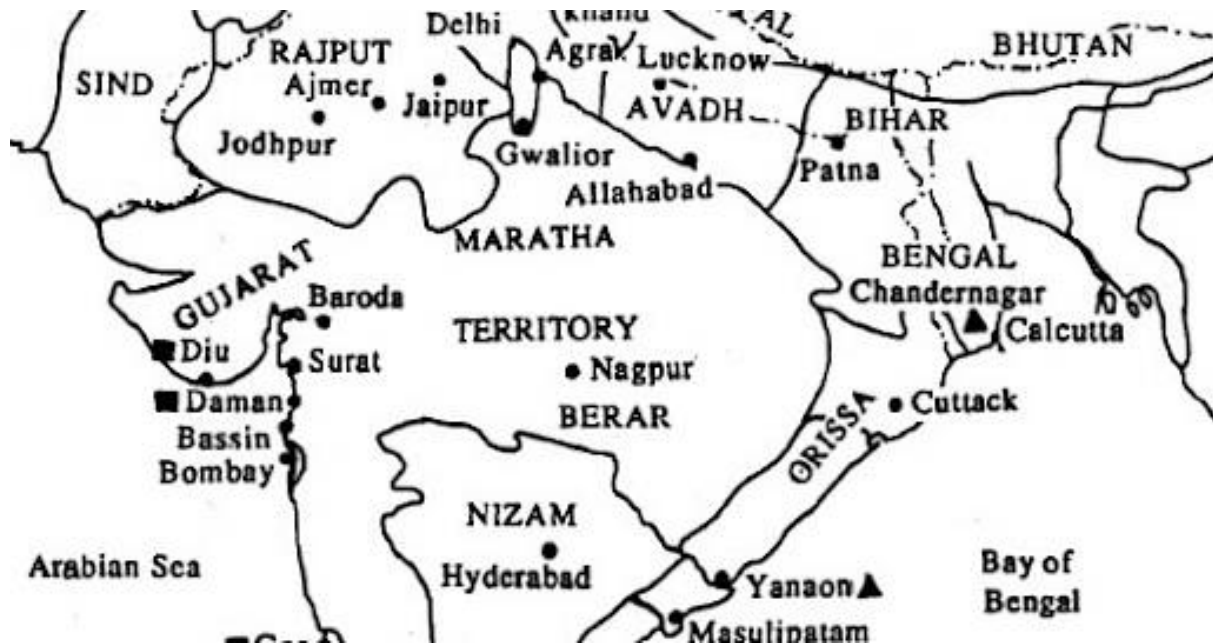 Delhi
BHUTAN
RAJPUT
Agra
Lucknow
SIND
Ajmer
Jaipur
AVADH
BIHAR
Jodhpur
Gwalior
Patna
Allahabad
MARATHA
GUJARAT
BENGAL
Baroda
Chandernagar
TERRITORY
Calcutta
Diu
Surat
Nagpur
Daman
BERAR
Cuttack
Bassin
ORISSA
Bombay
NIZAM
Arabian Sea
Hyderabad
Yanaon
Bay of
Bengal
Masulipatam